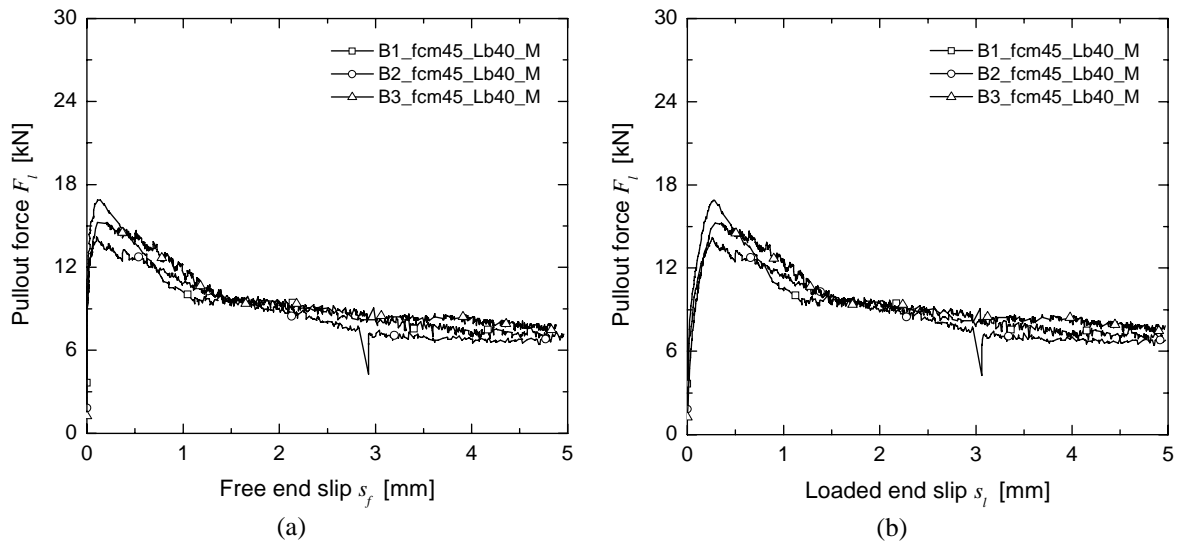 30
24
18
12
6
0
Pullout force F_l [kN]
B1_fcm45_Lb40_M
B2_fcm45_Lb40_M
B3_fcm45_Lb40_M
0 1 2 3 4 5
Free end slip s_f [mm]
(a)
30
24
18
12
6
0
Pullout force F_l [kN]
B1_fcm45_Lb40_M
B2_fcm45_Lb40_M
B3_fcm45_Lb40_M
0 1 2 3 4 5
Loaded end slip s_l [mm]
(b)